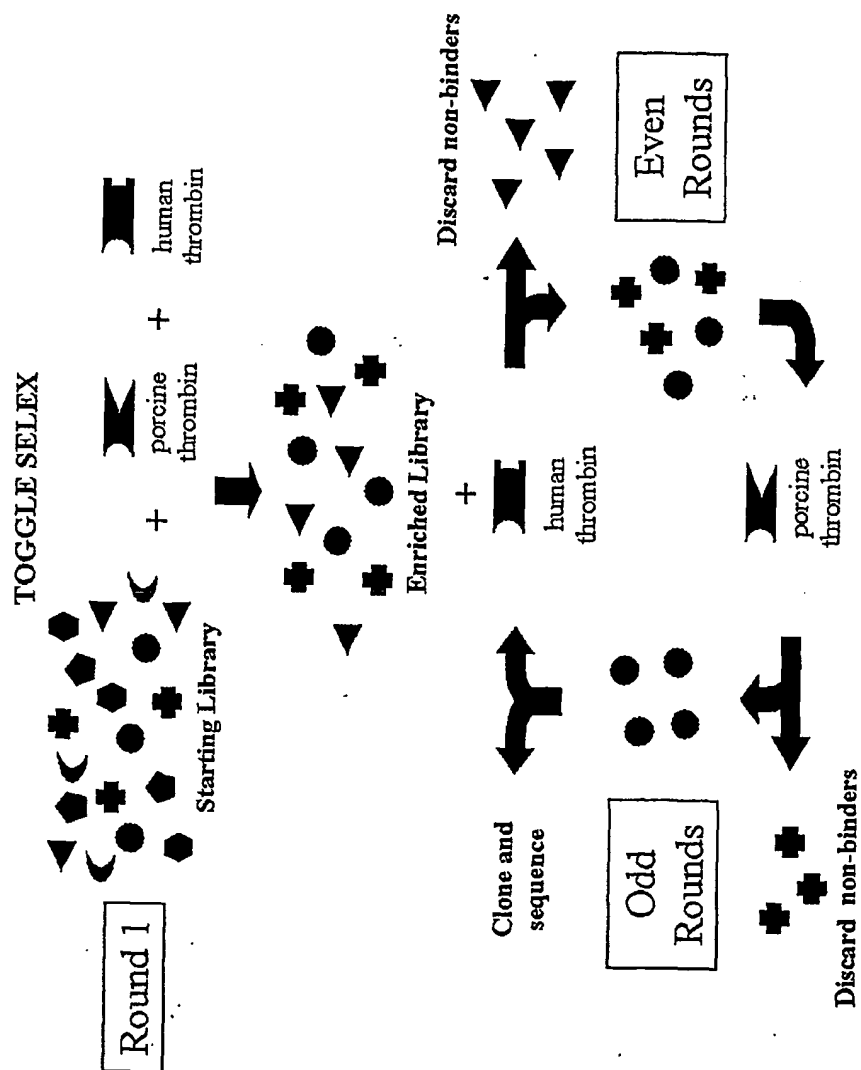 TOGGLE SELEX
Round 1
Starting Library
+
porcine
thrombin
+
human
thrombin
Enriched Library
+
human
thrombin
Discard non-binders
Even
Rounds
porcine
thrombin
Discard non-binders
Odd
Rounds
Clone and
sequence